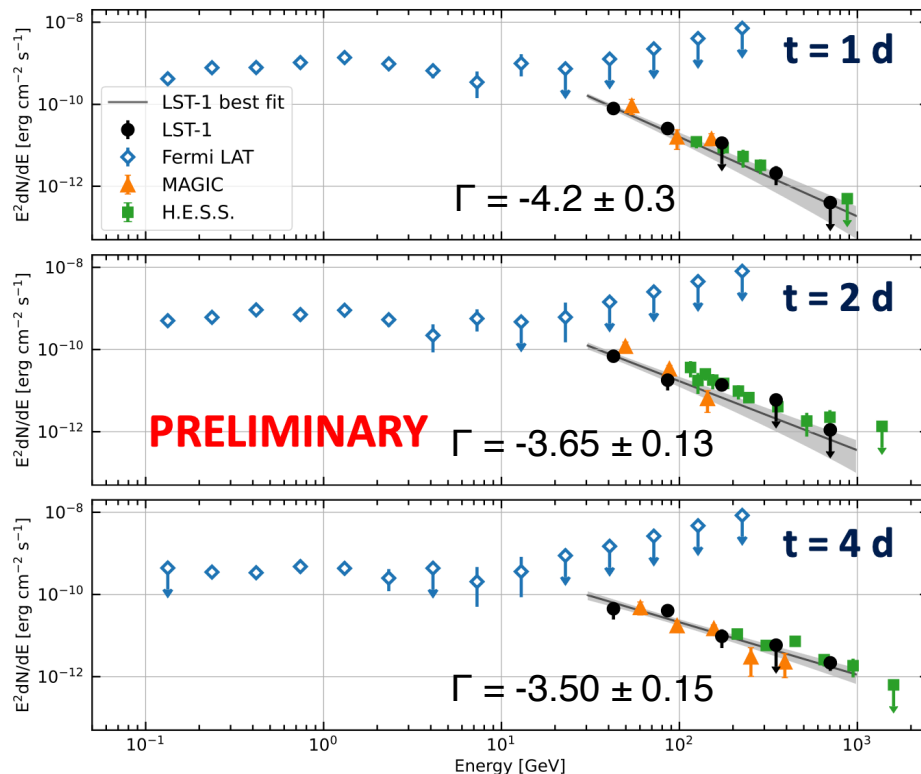 10⁻⁸
10⁻¹⁰
10⁻¹²
E²dN/dE [erg cm⁻² s⁻¹]
t = 1 d
LST-1 best fit
LST-1
Fermi LAT
MAGIC
H.E.S.S.
Γ = -4.2 ± 0.3
10⁻⁸
10⁻¹⁰
10⁻¹²
E²dN/dE [erg cm⁻² s⁻¹]
t = 2 d
PRELIMINARY
Γ = -3.65 ± 0.13
10⁻⁸
10⁻¹⁰
10⁻¹²
E²dN/dE [erg cm⁻² s⁻¹]
t = 4 d
Γ = -3.50 ± 0.15
10⁻¹ 10⁰ 10¹ 10² 10³
Energy [GeV]